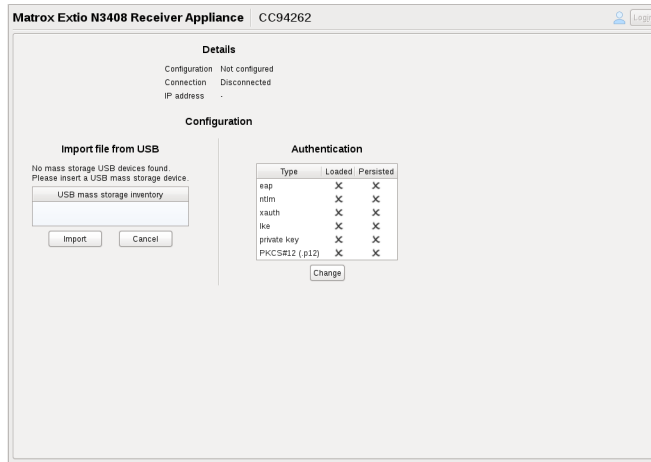 Matrox Extio N3408 Receiver Appliance CC94262
Details
Configuration Not configured
Connection Disconnected
IP address -
Configuration
Import file from USB
No mass storage USB devices found.
Please insert a USB mass storage device.
USB mass storage inventory
Import Cancel
Authentication
Type Loaded Persisted
eap
ntlm
xauth
Ike
private key
PKCS#12 (.p12)
Change